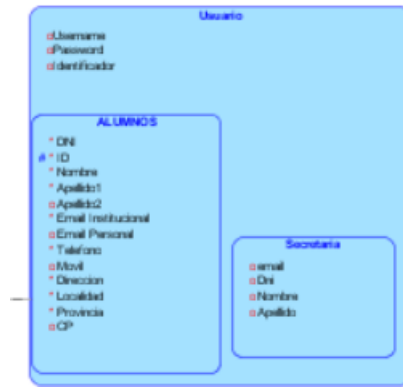 Usuario
Username
Password
Identificador
ALUMNOS
* DNI
# * ID
* Nombre
* Apellido1
Apellido2
* Email Institucional
Email Personal
* Telefono
Movil
* Direccion
* Localidad
* Provincia
CP
Secretaria
email
Dni
Nombre
Apellido